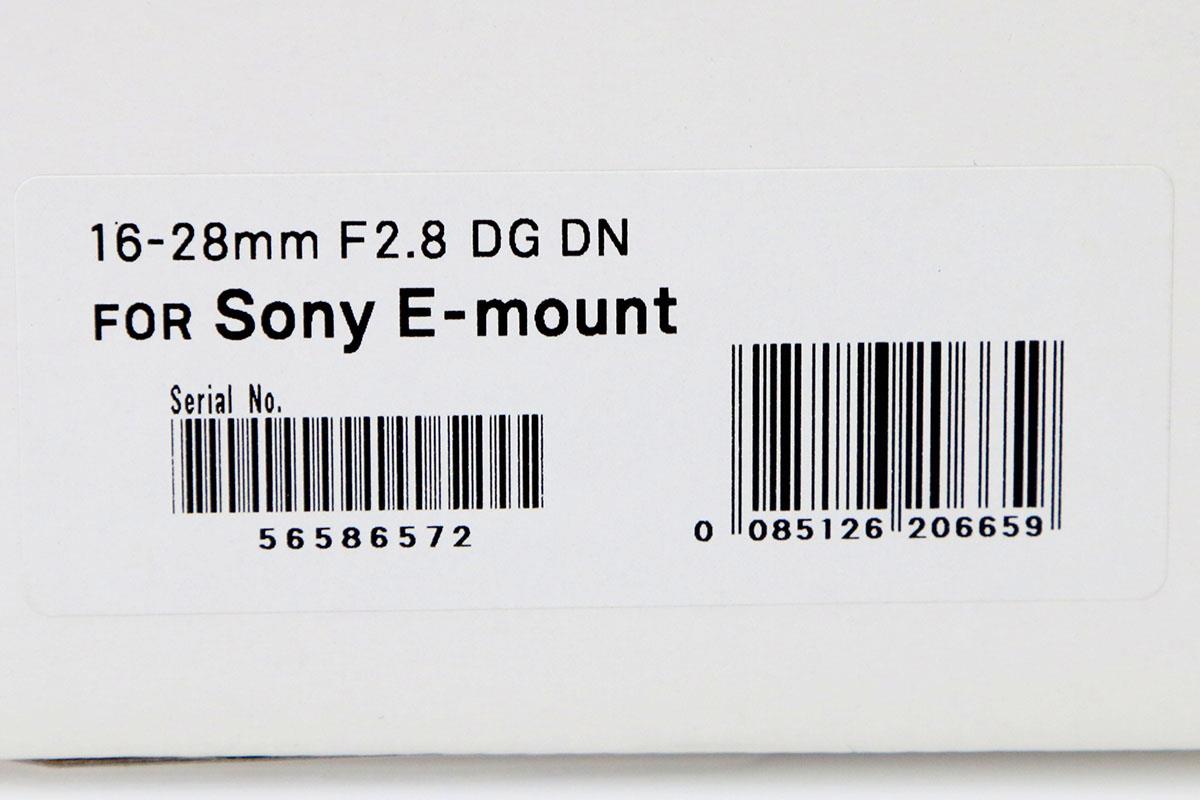 16-28mm F2.8 DG DN
FOR Sony E-mount
Serial No.
56586572
0 085126 206659